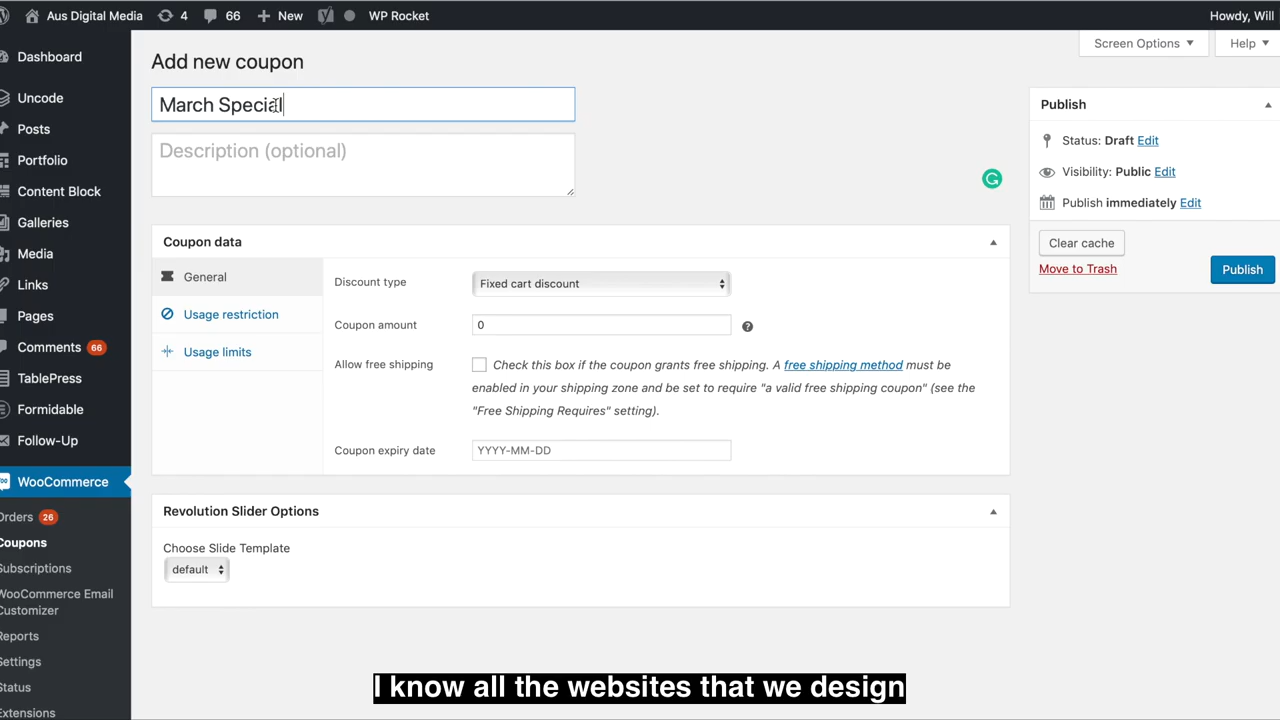 Aus Digital Media 4 66 New WP Rocket Howdy, Will
Screen Options Help
Dashboard
Uncode
Posts
Portfolio
Content Block
Galleries
Media
Links
Pages
Comments 66
TablePress
Formidable
Follow-Up
WooCommerce
Orders 26
Coupons
Subscriptions
WooCommerce Email
Customizer
Reports
Settings
Status
Extensions
Add new coupon
March Special
Description (optional)
Coupon data
General
Usage restriction
Usage limits
Discount type Fixed cart discount
Coupon amount 0
Allow free shipping Check this box if the coupon grants free shipping. A free shipping method must be
enabled in your shipping zone and be set to require "a valid free shipping coupon" (see the
"Free Shipping Requires" setting).
Coupon expiry date YYYY-MM-DD
Revolution Slider Options
Choose Slide Template
default
Publish
Status: Draft Edit
Visibility: Public Edit
Publish immediately Edit
Clear cache
Move to Trash Publish
I know all the websites that we design